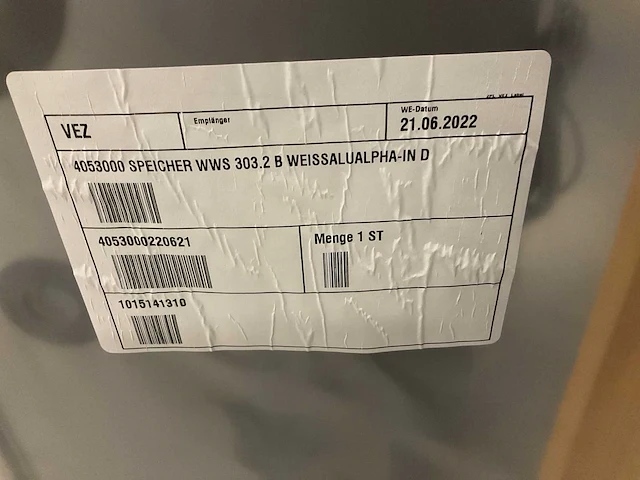 VEZ
Empfänger
WE-Datum
21.06.2022
4053000 SPEICHER WWS 303.2 B WEISSALUALPHA-IN D
4053000220621
Menge 1 ST
1015141310